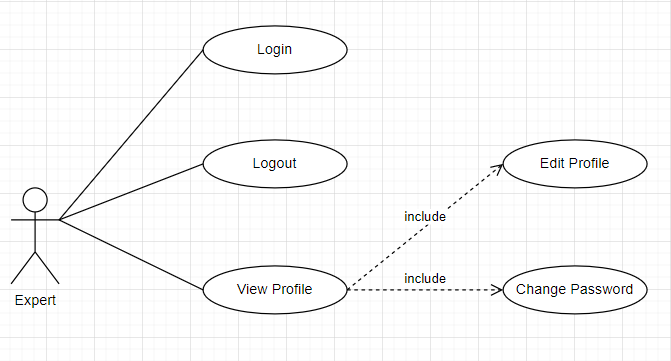 Login
Logout
Edit Profile
include
Expert
View Profile
include
Change Password